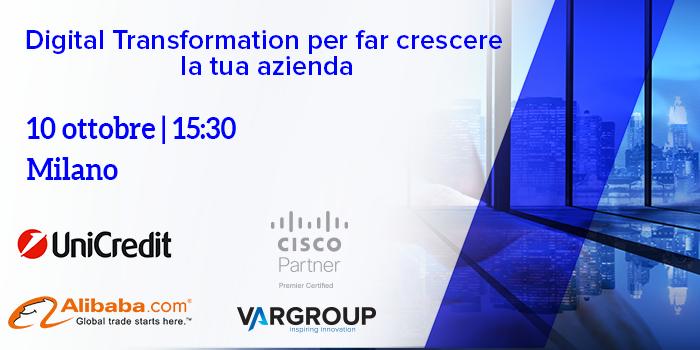 Digital Transformation per far crescere
la tua azienda
10 ottobre | 15:30
Milano
UniCredit
CISCO
Partner
Premier Certified
Alibaba.com®
Global trade starts here.™
VARGROUP
inspiring innovation